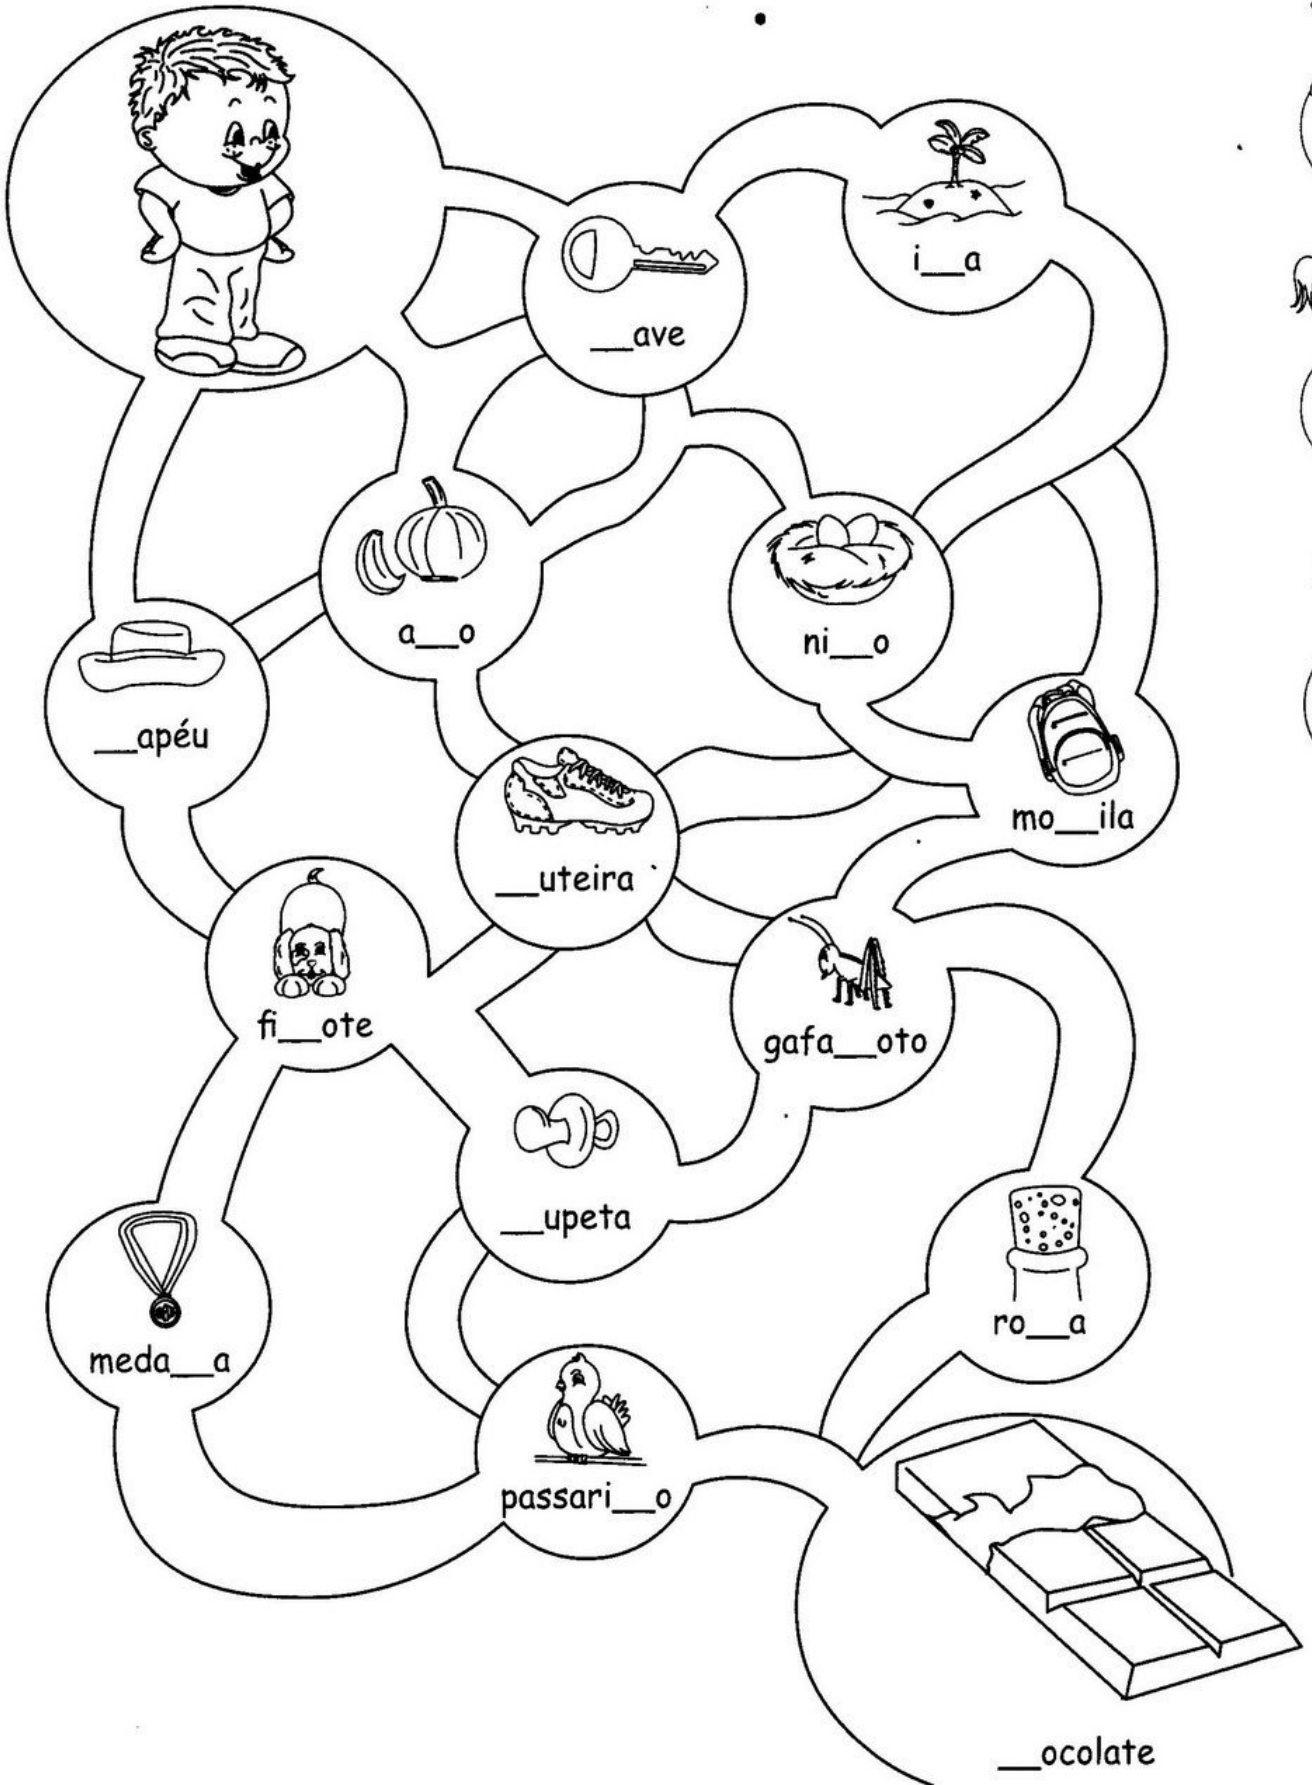 i__a
__ave
a__o
ni__o
__apéu
mo__ila
__uteira
fi__ote
gafa__oto
__upeta
ro__a
meda__a
passari__o
__ocolate